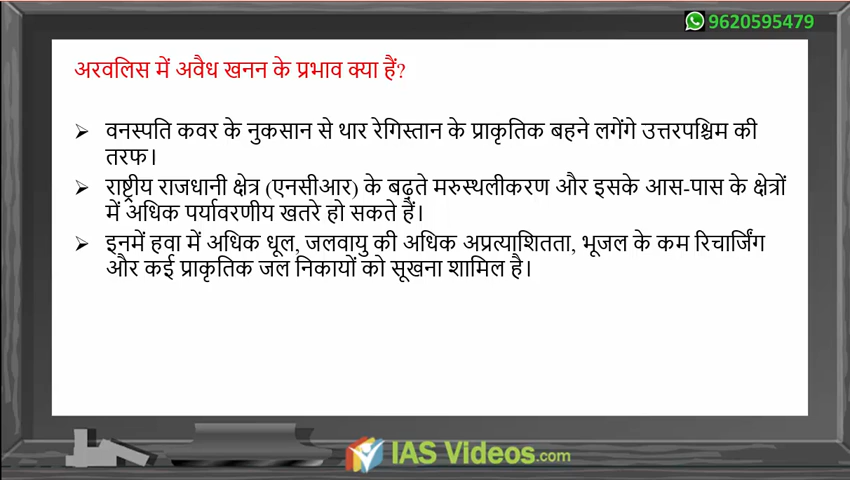 9620595479
अरवलिस में अवैध खनन के प्रभाव क्या हैं?
➢ वनस्पति कवर के नुकसान से थार रेगिस्तान के प्राकृतिक बहने लगेंगे उत्तरपश्चिम की
तरफ।
➢ राष्ट्रीय राजधानी क्षेत्र (एनसीआर) के बढ़ते मरुस्थलीकरण और इसके आस-पास के क्षेत्रों
में अधिक पर्यावरणीय खतरे हो सकते हैं।
➢ इनमें हवा में अधिक धूल, जलवायु की अधिक अप्रत्याशितता, भूजल के कम रिचार्जिंग
और कई प्राकृतिक जल निकायों को सूखना शामिल है।
IAS Videos.com